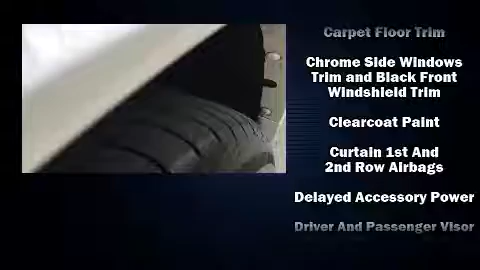 Carpet Floor Trim
Chrome Side Windows
Trim and Black Front
Windshield Trim
Clearcoat Paint
Curtain 1st And
2nd Row Airbags
Delayed Accessory Power
Driver And Passenger Visor